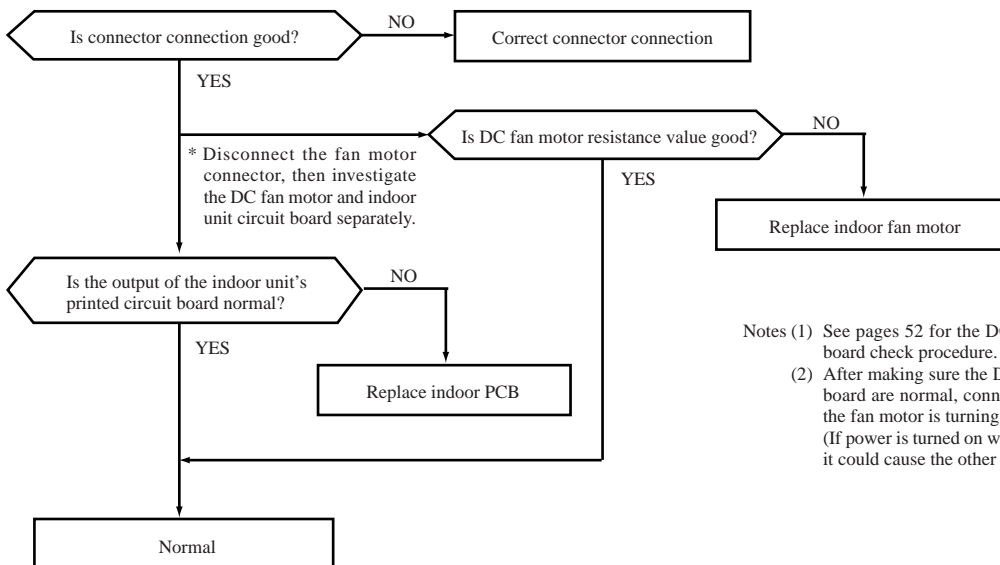 Is connector connection good?
NO
Correct connector connection
YES
Is DC fan motor resistance value good?
NO
* Disconnect the fan motor
connector, then investigate
the DC fan motor and indoor
unit circuit board separately.
YES
Replace indoor fan motor
Is the output of the indoor unit's
printed circuit board normal?
NO
YES
Replace indoor PCB
Notes (1) See pages 52 for the DC
board check procedure.
(2) After making sure the D
board are normal, conn
the fan motor is turning
(If power is turned on w
it could cause the other
Normal